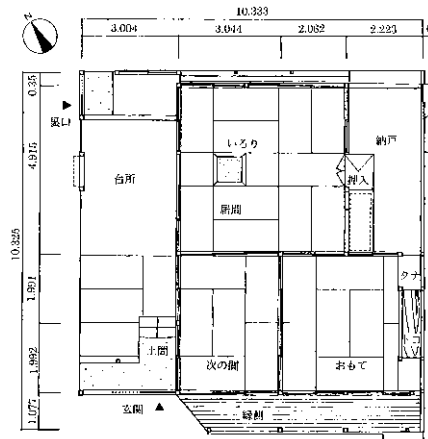 N
10.333
3.004 3.044 2.062 2.223
10.325
0.35
4.915
1.991
1.992
1.077
裏口
台所
いろり
居間
納戸
押入
タナ
土間
次の間
おもて
玄関
縁側